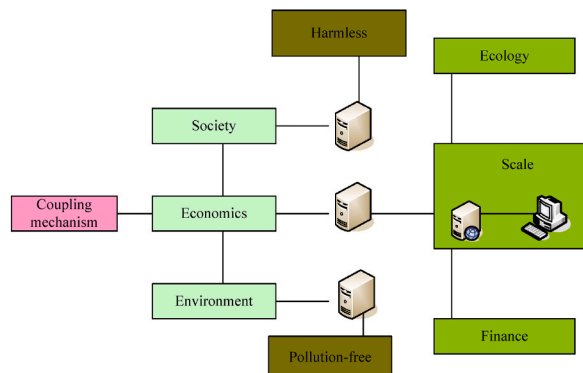 Harmless
Ecology
Society
Scale
Coupling
mechanism
Economics
Environment
Finance
Pollution-free